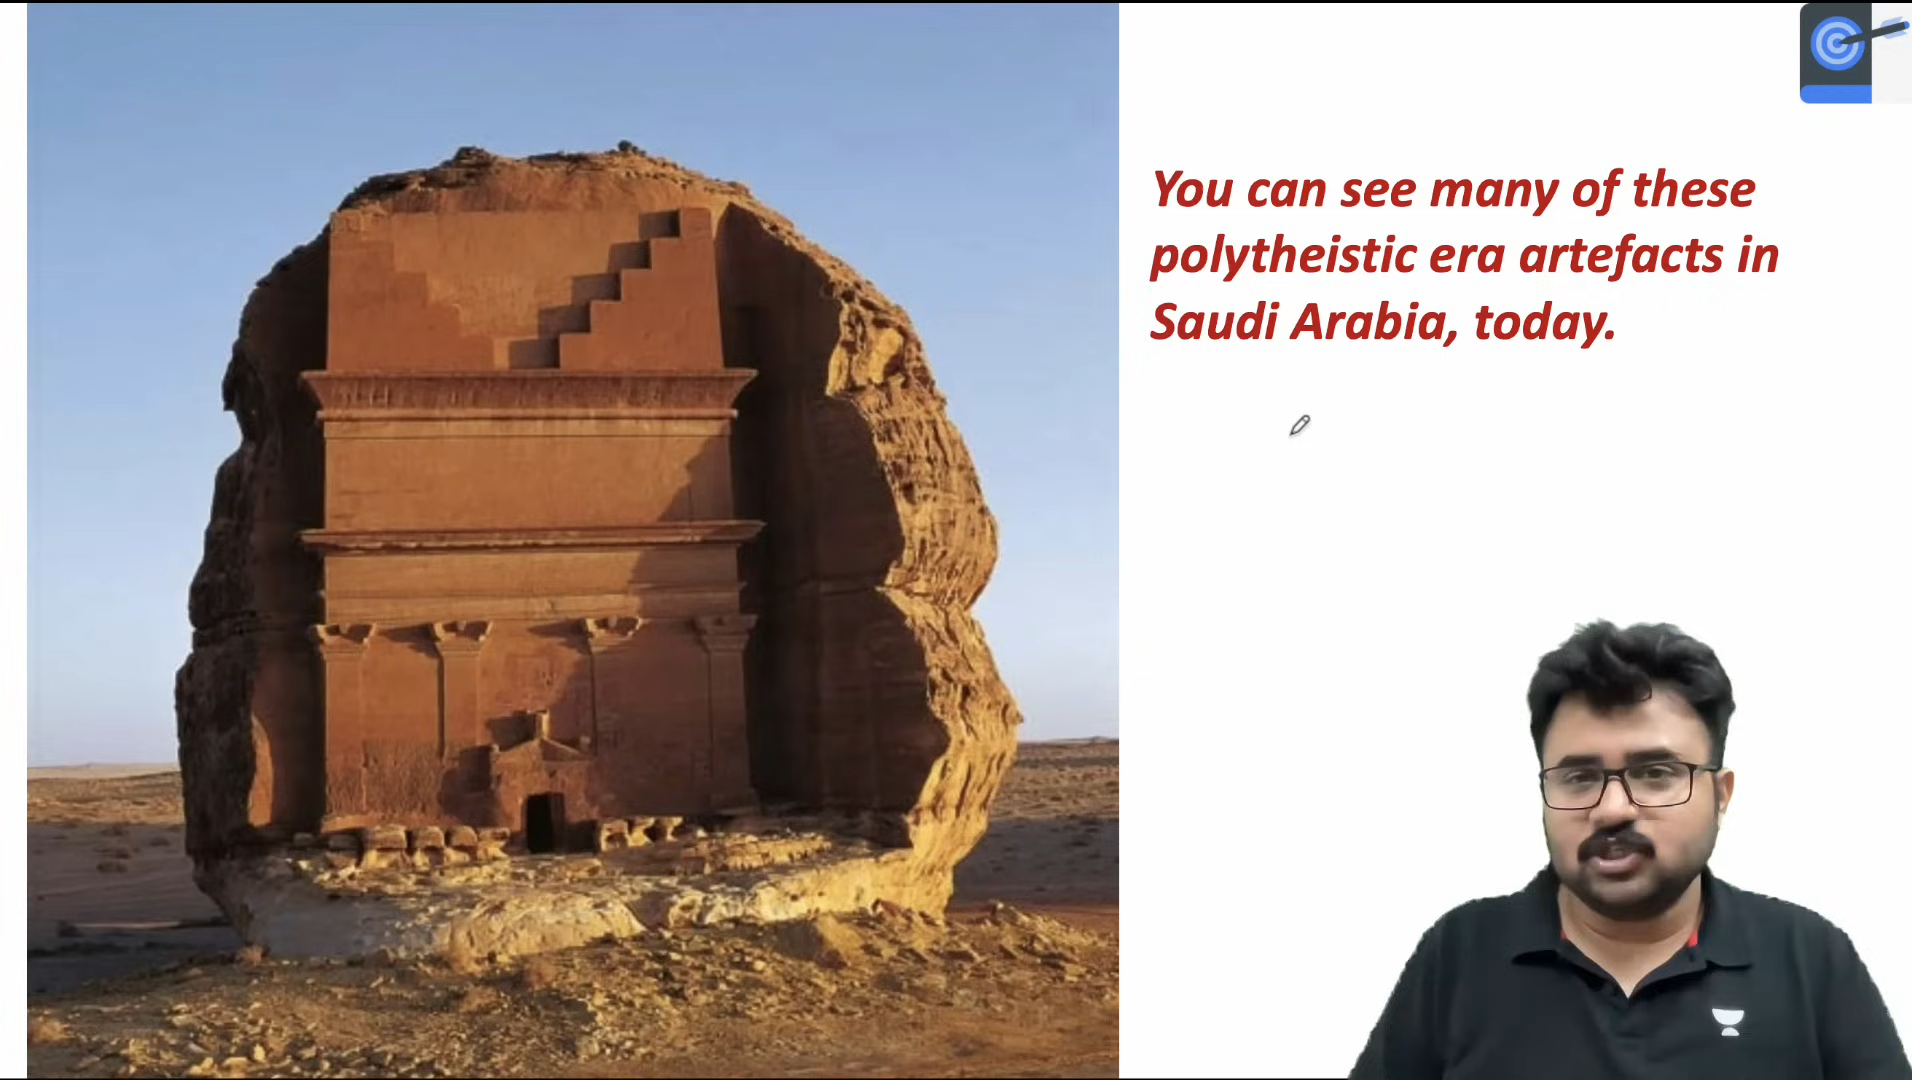 You can see many of these
polytheistic era artefacts in
Saudi Arabia, today.